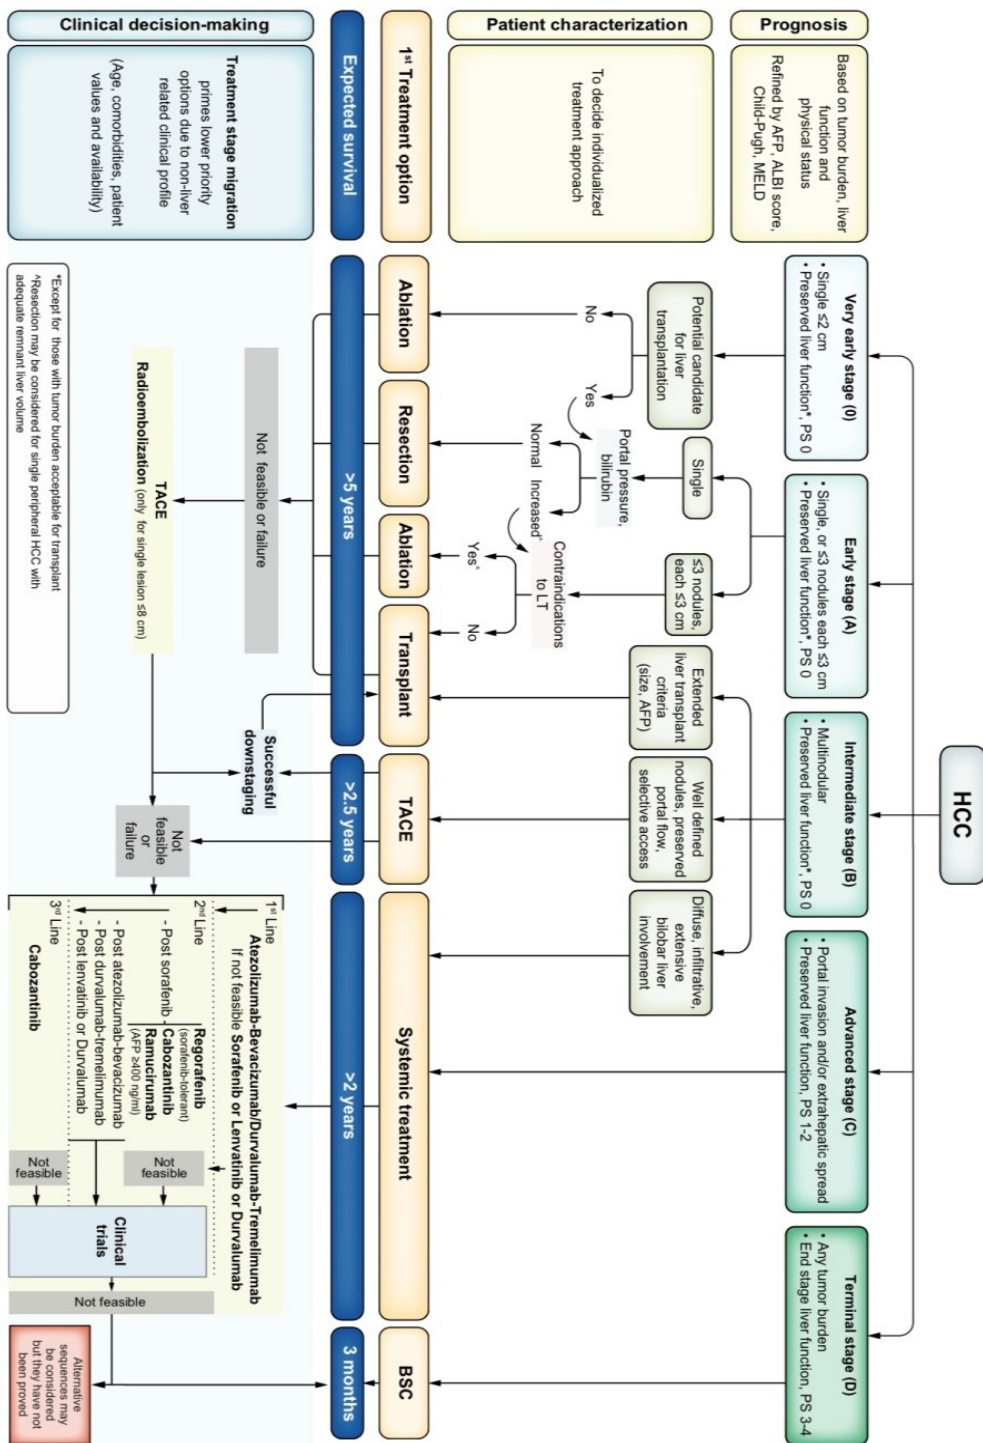 HCC
Prognosis
Based on tumor burden, liver
function and
physical status
Refined by AFP, ALBI score,
Child-Pugh, MELD
Very early stage (0)
• Single ≤2 cm
• Preserved liver function*, PS 0
Early stage (A)
• Single, or ≤3 nodules each ≤3 cm
• Preserved liver function*, PS 0
Intermediate stage (B)
• Multinodular
• Preserved liver function*, PS 0
Advanced stage (C)
• Portal invasion and/or extrahepatic spread
• Preserved liver function, PS 1-2
Terminal stage (D)
• Any tumor burden
• End stage liver function, PS 3-4
Patient characterization
To decide individualized
treatment approach
Potential candidate
for liver
transplantation
Single
≤3 nodules,
each ≤3 cm
Extended
liver transplant
criteria
(size, AFP)
Well defined
nodules, preserved
portal flow,
selective access
Diffuse, infiltrative,
extensive
bilobar liver
involvement
No
Yes
Portal pressure,
bilirubin
Normal
Increased^
Contraindications
to LT
Yes^
No
1st Treatment option
Ablation
Resection
Ablation
Transplant
TACE
Systemic treatment
BSC
Expected survival
>5 years
>2.5 years
>2 years
3 months
Clinical decision-making
Treatment stage migration
primes lower priority
options due to non-liver
related clinical profile
(Age, comorbidities, patient
values and availability)
Not feasible or failure
TACE
Radioembolization (only for single lesion ≤8 cm)
Successful
downstaging
Not
feasible
or
failure
1st Line
Atezolizumab-Bevacizumab/Durvalumab-Tremelimumab
If not feasible Sorafenib or Lenvatinib or Durvalumab
2nd Line
- Post sorafenib -
Regorafenib
(sorafenib-tolerant)
Cabozantinib
Ramucirumab
(AFP ≥400 ng/ml)
- Post atezolizumab-bevacizumab
- Post durvalumab-tremelimumab
- Post lenvatinib or Durvalumab
3rd Line
Cabozantinib
Not
feasible
Not
feasible
Clinical
trials
Not feasible
Alternative
sequences may
be considered
but they have not
been proved
*Except for those with tumor burden acceptable for transplant
^Resection may be considered for single peripheral HCC with
adequate remnant liver volume